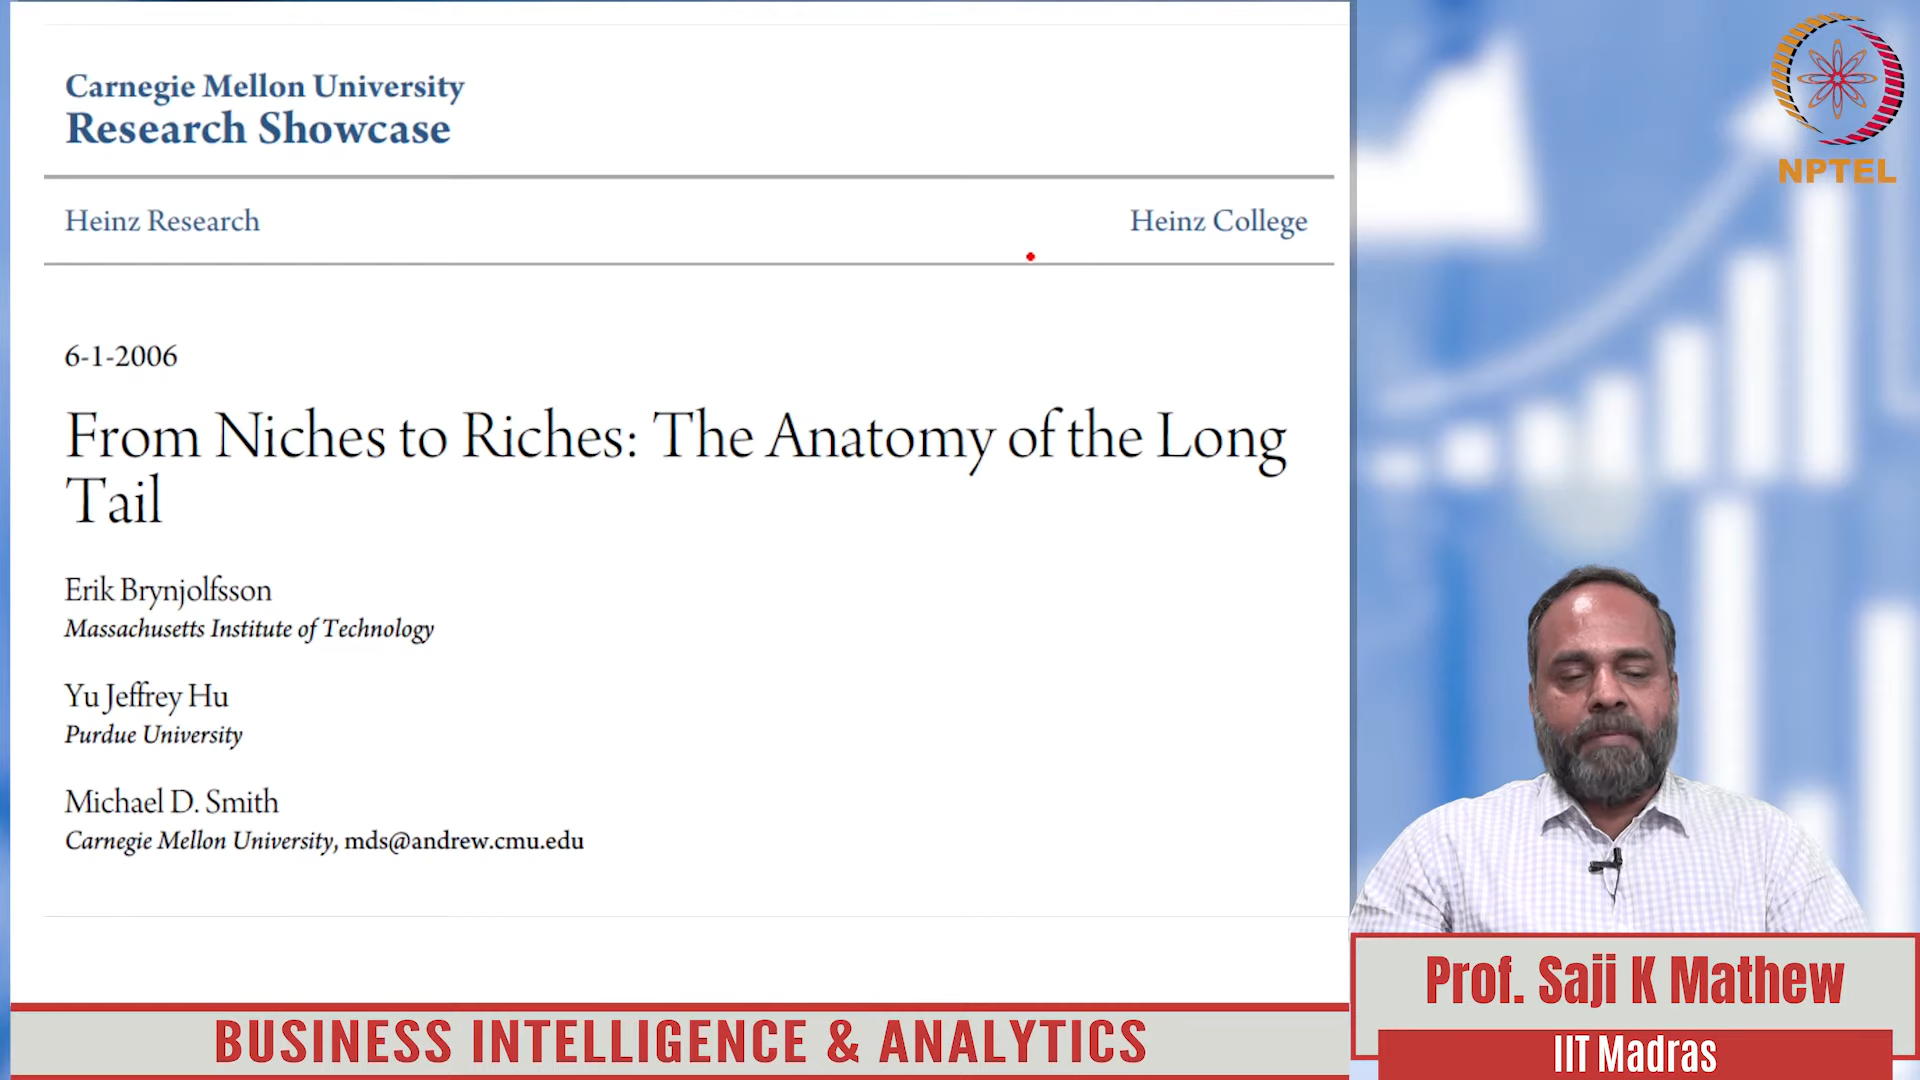 Carnegie Mellon University
Research Showcase
Heinz Research
Heinz College
6-1-2006
From Niches to Riches: The Anatomy of the Long
Tail
Erik Brynjolfsson
Massachusetts Institute of Technology
Yu Jeffrey Hu
Purdue University
Michael D. Smith
Carnegie Mellon University, mds@andrew.cmu.edu
NPTEL
Prof. Saji K Mathew
IIT Madras
BUSINESS INTELLIGENCE & ANALYTICS